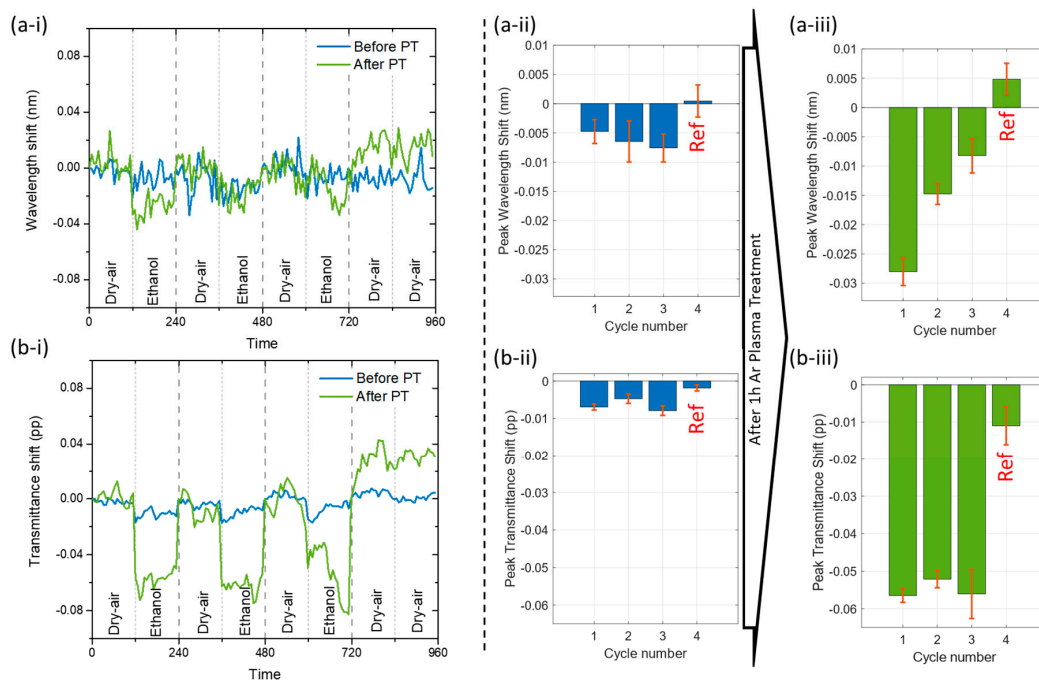 (a-i)
Before PT
After PT
0.08
0.04
0.00
-0.04
-0.08
Wavelength shift (nm)
Dry-air
Ethanol
Dry-air
Ethanol
Dry-air
Ethanol
Dry-air
Dry-air
0 240 480 720 960
Time
(a-ii)
0.01
0.005
0
-0.005
-0.01
-0.015
-0.02
-0.025
-0.03
Peak Wavelength Shift (nm)
Ref
1 2 3 4
Cycle number
(a-iii)
0.01
0.005
0
-0.005
-0.01
-0.015
-0.02
-0.025
-0.03
Peak Wavelength Shift (nm)
Ref
1 2 3 4
Cycle number
After 1h Ar Plasma Treatment
(b-i)
Before PT
After PT
0.08
0.04
0.00
-0.04
-0.08
Transmittance shift (pp)
Dry-air
Ethanol
Dry-air
Ethanol
Dry-air
Ethanol
Dry-air
Dry-air
0 240 480 720 960
Time
(b-ii)
0
-0.01
-0.02
-0.03
-0.04
-0.05
-0.06
Peak Transmittance Shift (pp)
Ref
1 2 3 4
Cycle number
(b-iii)
0
-0.01
-0.02
-0.03
-0.04
-0.05
-0.06
Peak Transmittance Shift (pp)
Ref
1 2 3 4
Cycle number